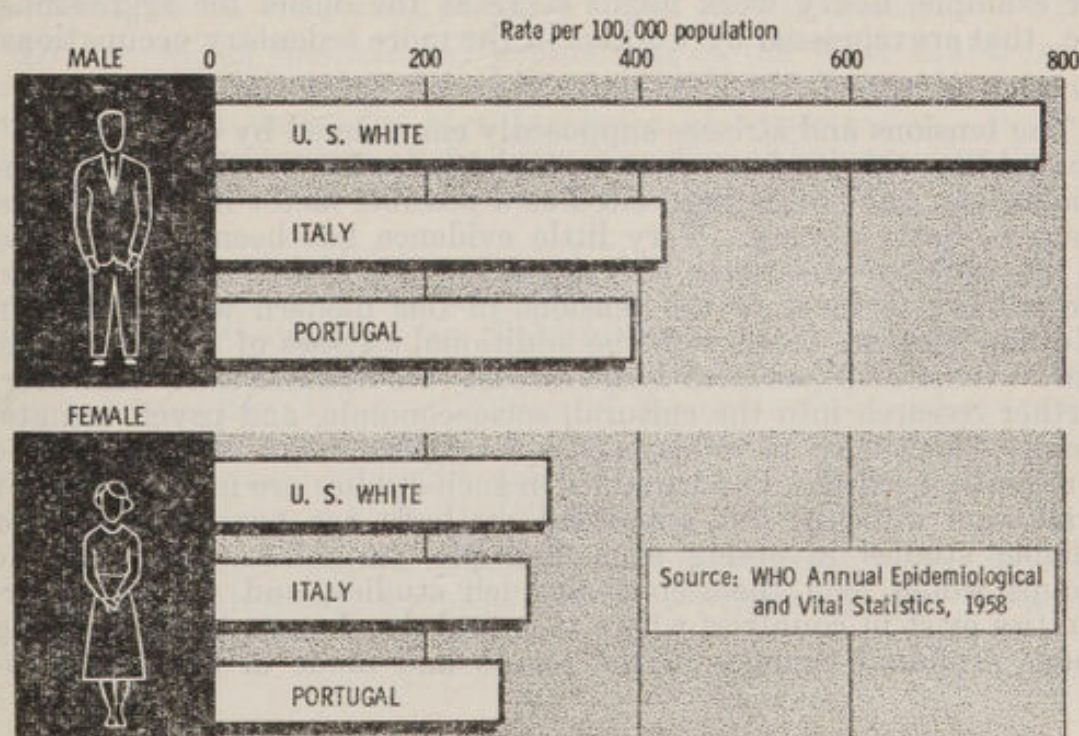 Rate per 100,000 population
MALE 0 200 400 600 800
U. S. WHITE
ITALY
PORTUGAL
FEMALE
U. S. WHITE
ITALY
PORTUGAL
Source: WHO Annual Epidemiological
and Vital Statistics, 1958